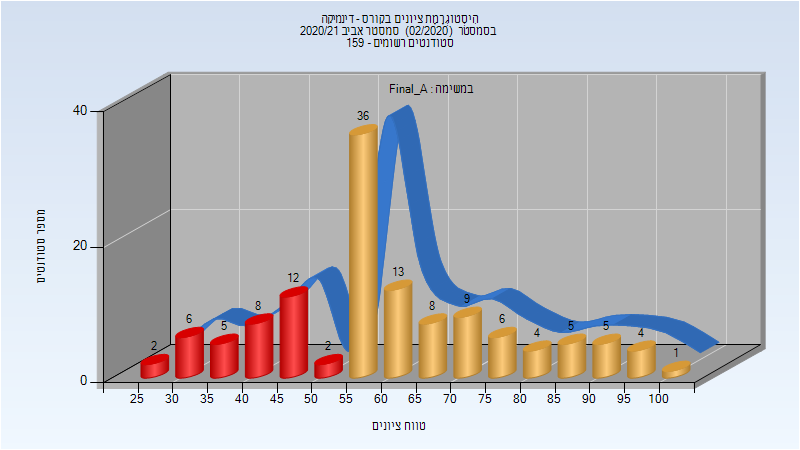 היסטוגרמת ציונים בקורס - דינמיקה
בסמסטר (02/2020) סמסטר אביב 2020/21
סטודנטים רשומים - 159
במשימה : Final_A
מספר סטודנטים
40
20
0
2
6
5
8
12
2
36
13
8
9
6
4
5
5
4
1
25 30 35 40 45 50 55 60 65 70 75 80 85 90 95 100
טווח ציונים